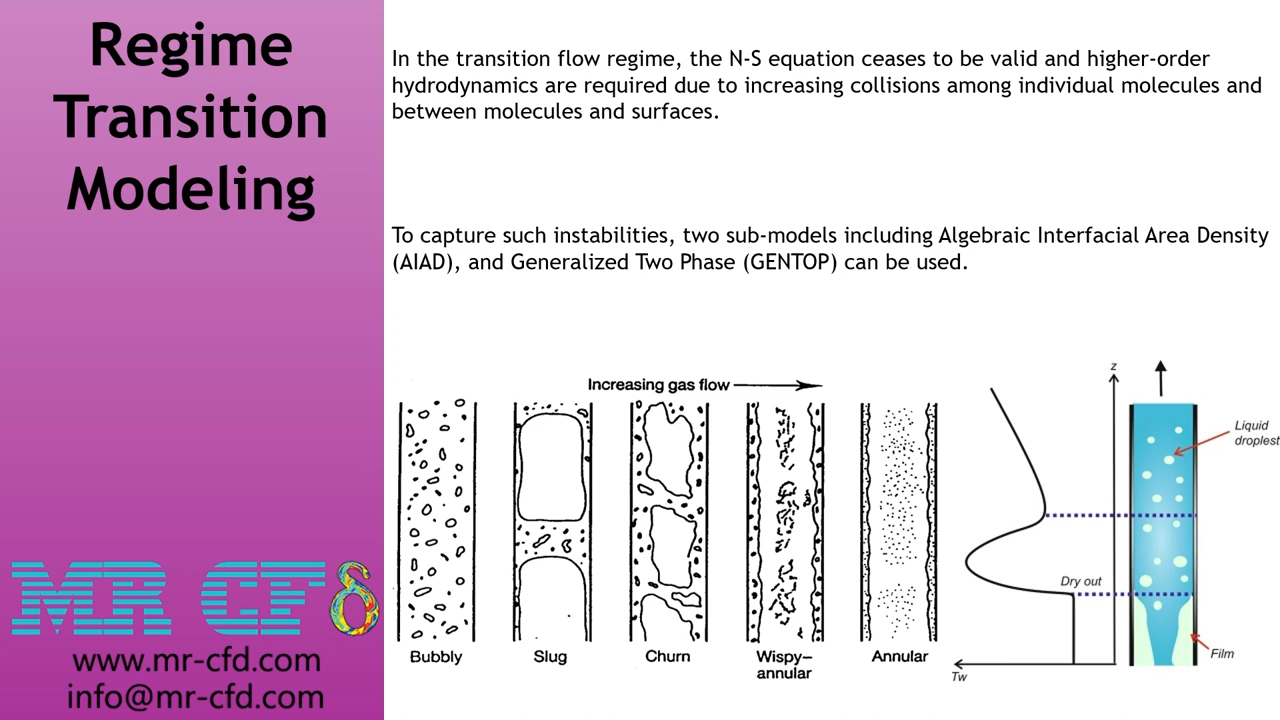 Regime
Transition
Modeling
In the transition flow regime, the N-S equation ceases to be valid and higher-order
hydrodynamics are required due to increasing collisions among individual molecules and
between molecules and surfaces.
To capture such instabilities, two sub-models including Algebraic Interfacial Area Density
(AIAD), and Generalized Two Phase (GENTOP) can be used.
Increasing gas flow
Bubbly
Slug
Churn
Wispy-
annular
Annular
z
Liquid
droplest
Dry out
Film
Tw
MR CFδ
www.mr-cfd.com
info@mr-cfd.com